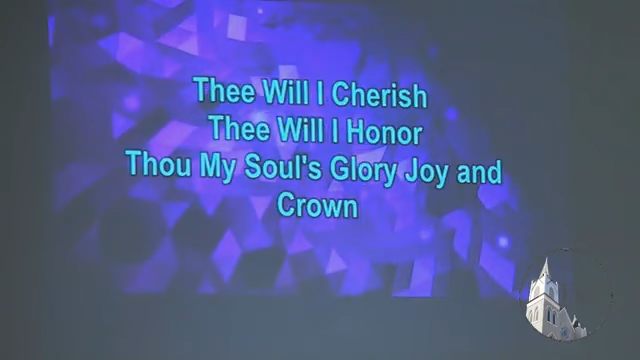 Thee Will I Cherish
Thee Will I Honor
Thou My Soul's Glory Joy and
Crown